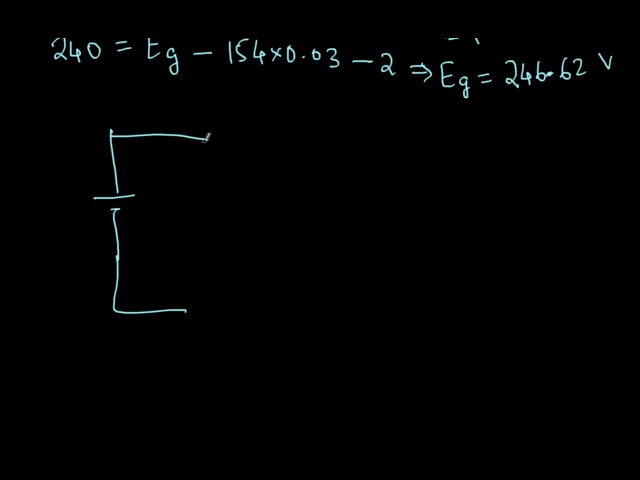 240 = Eg - 154×0.03 - 2 ⇒ Eg = 246.62 V